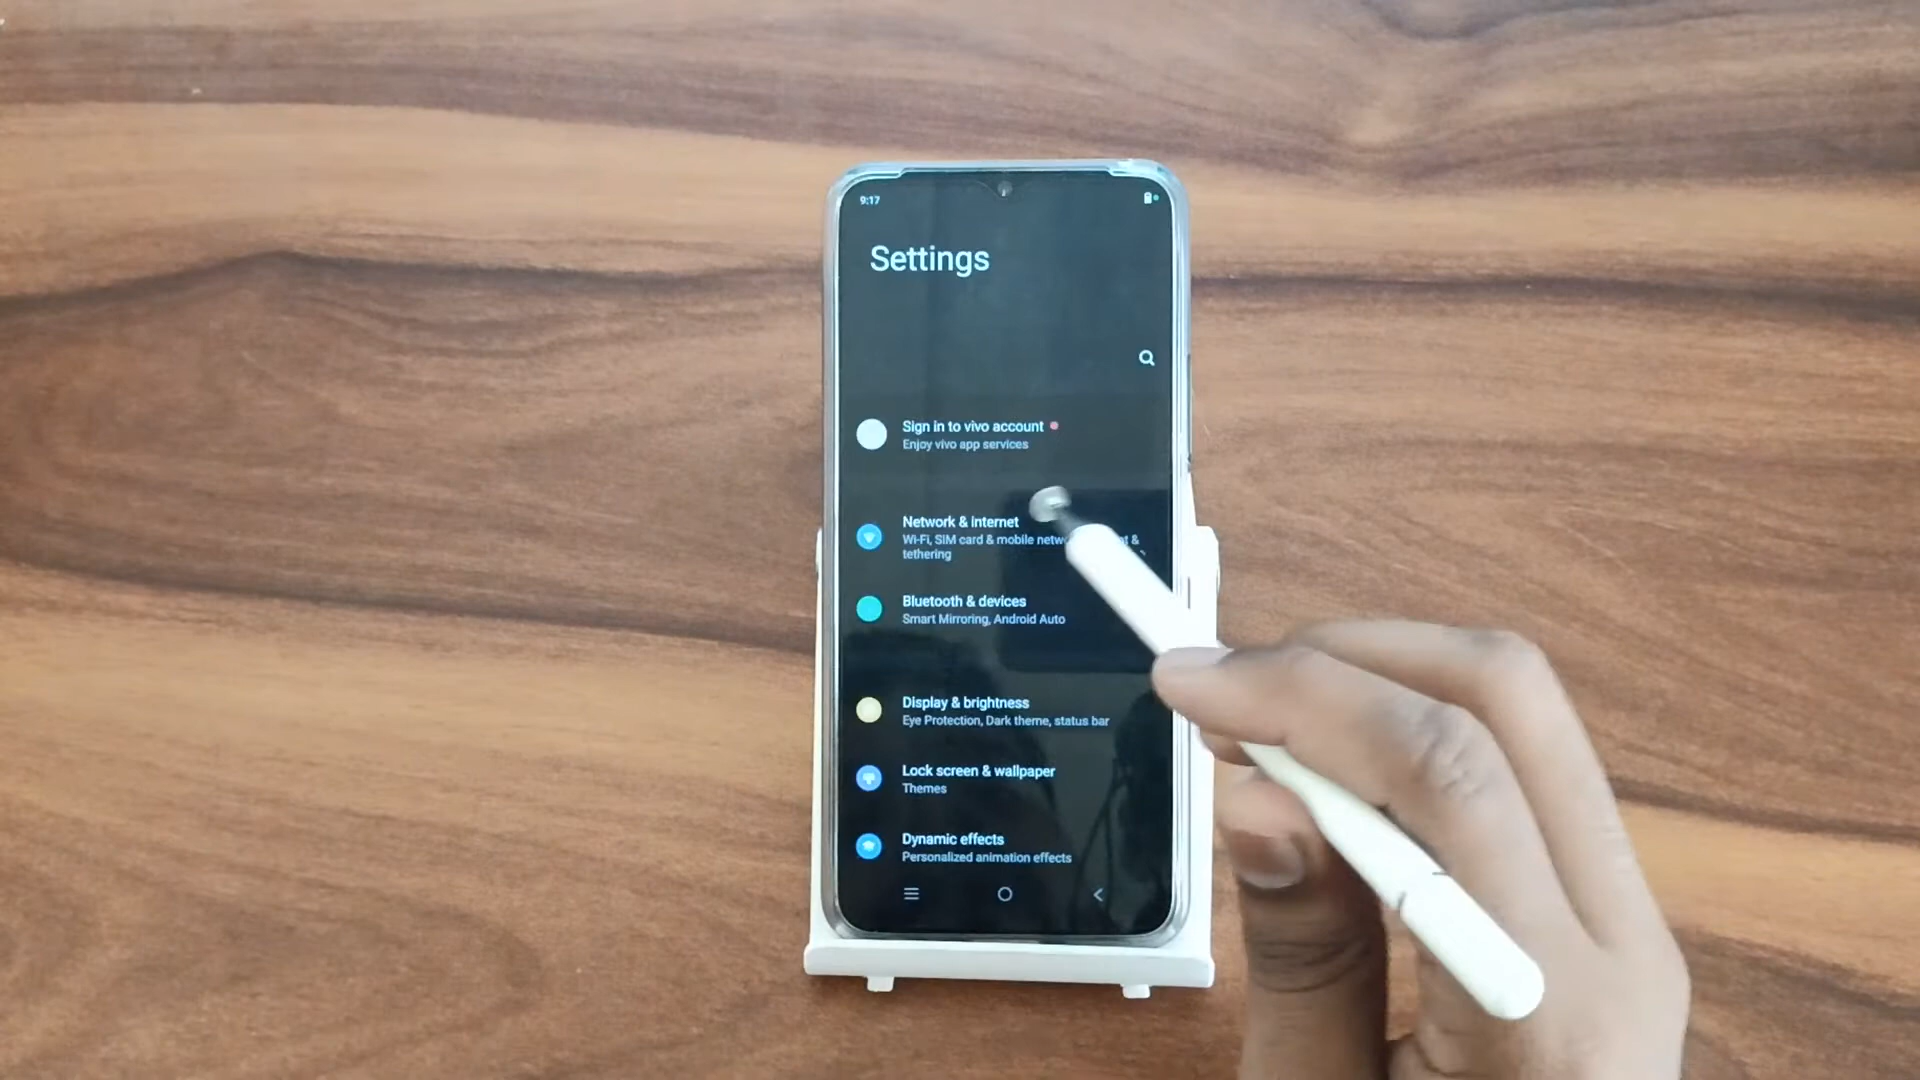 9:17
Settings
Sign in to vivo account
Enjoy vivo app services
Network & internet
Wi-Fi, SIM card & mobile &
tethering
Bluetooth & devices
Smart Mirroring, Android Auto
Display & brightness
Eye Protection, Dark theme, status bar
Lock screen & wallpaper
Themes
Dynamic effects
Personalized animation effects